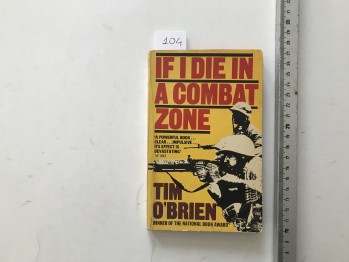 104
IF I DIE IN
A COMBAT
ZONE
'A POWERFUL BOOK...
CLEAR...IMPULSIVE...
ITS EFFECT IS
DEVASTATING'
TIM
O'BRIEN
WINNER OF THE NATIONAL BOOK AWARD